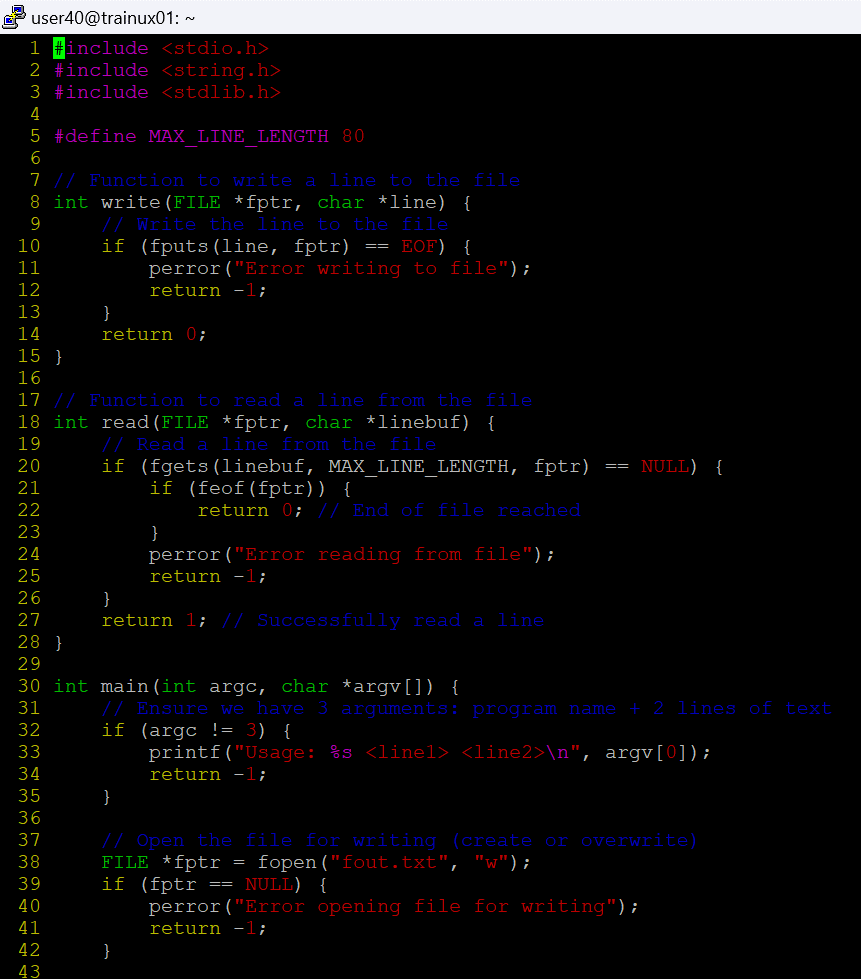 user40@trainux01: ~
1 #include <stdio.h>
2 #include <string.h>
3 #include <stdlib.h>
4
5 #define MAX_LINE_LENGTH 80
6
7 // Function to write a line to the file
8 int write(FILE *fptr, char *line) {
9     // Write the line to the file
10     if (fputs(line, fptr) == EOF) {
11         perror("Error writing to file");
12         return -1;
13     }
14     return 0;
15 }
16
17 // Function to read a line from the file
18 int read(FILE *fptr, char *linebuf) {
19     // Read a line from the file
20     if (fgets(linebuf, MAX_LINE_LENGTH, fptr) == NULL) {
21         if (feof(fptr)) {
22             return 0; // End of file reached
23         }
24         perror("Error reading from file");
25         return -1;
26     }
27     return 1; // Successfully read a line
28 }
29
30 int main(int argc, char *argv[]) {
31     // Ensure we have 3 arguments: program name + 2 lines of text
32     if (argc != 3) {
33         printf("Usage: %s <line1> <line2>\n", argv[0]);
34         return -1;
35     }
36
37     // Open the file for writing (create or overwrite)
38     FILE *fptr = fopen("fout.txt", "w");
39     if (fptr == NULL) {
40         perror("Error opening file for writing");
41         return -1;
42     }
43